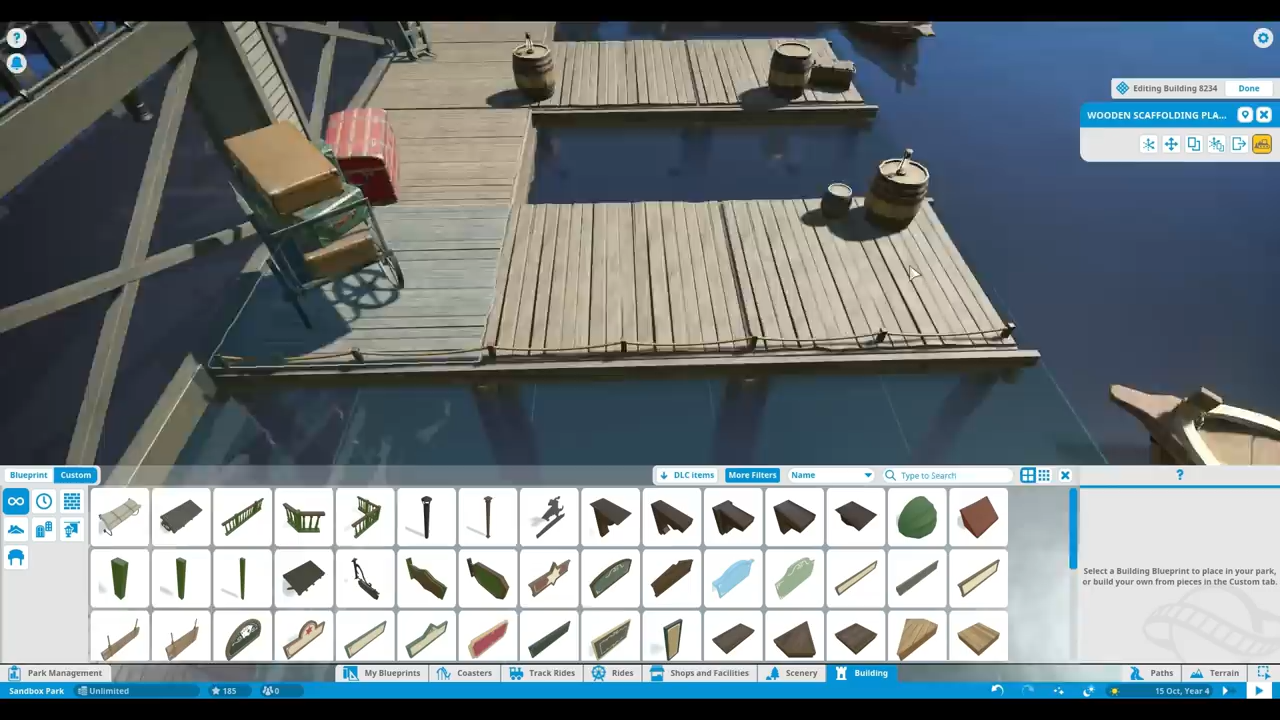 Editing Building 8234
Done
WOODEN SCAFFOLDING PLA...
Blueprint
Custom
DLC items
More Filters
Name
Type to Search
?
Select a Building Blueprint to place in your park,
or build your own from pieces in the Custom tab.
Park Management
My Blueprints
Coasters
Track Rides
Rides
Shops and Facilities
Scenery
Building
Paths
Terrain
Sandbox Park
Unlimited
185
0
15 Oct, Year 4